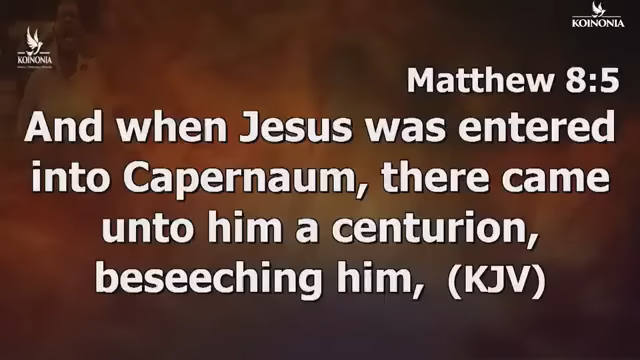 KOINONIA
KOINONIA
Matthew 8:5
And when Jesus was entered
into Capernaum, there came
unto him a centurion,
beseeching him, (KJV)